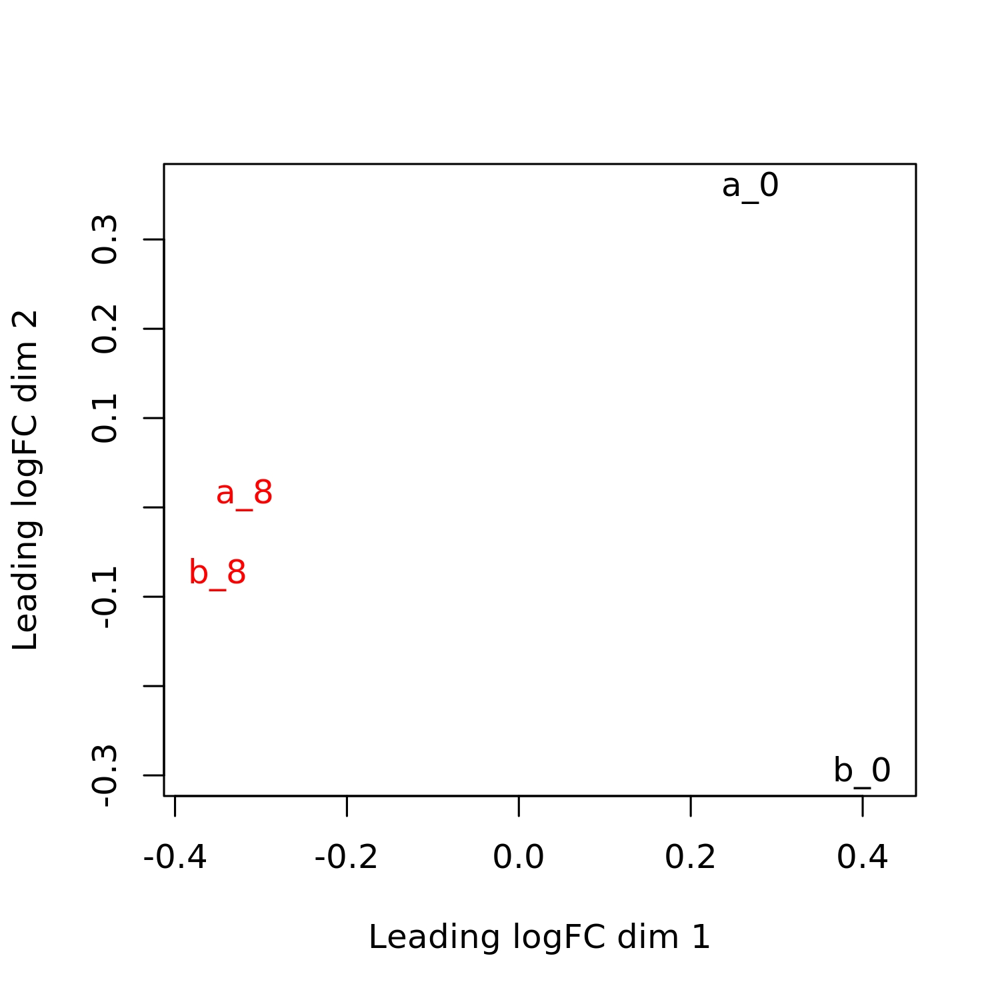 a_0
0.3
0.2
0.1
a_8
b_8
-0.1
-0.3
b_0
Leading logFC dim 2
-0.4 -0.2 0.0 0.2 0.4
Leading logFC dim 1